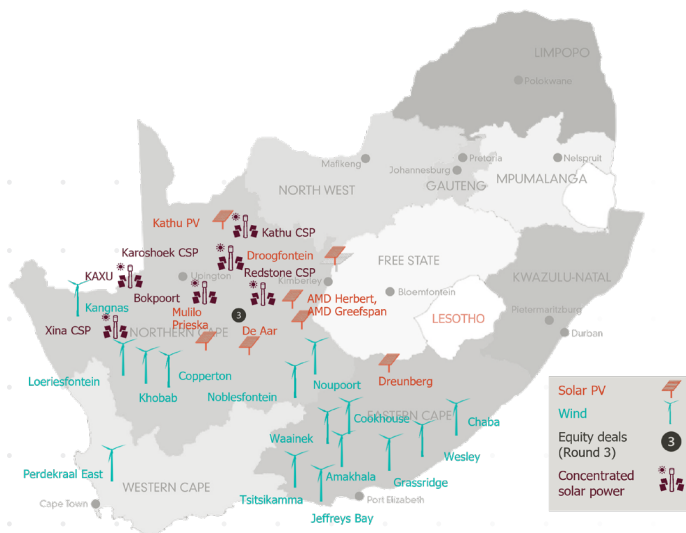 LIMPOPO
Polokwane
Mafikeng
Pretoria
Nelspruit
Johannesburg
MPUMALANGA
GAUTENG
NORTH WEST
Kathu PV
Kathu CSP
Karoshoek CSP
Droogfontein
FREE STATE
KWAZULU-NATAL
KAXU
Upington
Redstone CSP
Kimberley
Bloemfontein
Bokpoort
AMD Herbert,
AMD Greefspan
Kangnas
Mulilo
Prieska
3
LESOTHO
Pietermaritzburg
Durban
Xina CSP
NORTHERN CAPE
De Aar
Loeriesfontein
Copperton
Khobab
Noblesfontein
Noupoort
Dreunberg
EASTERN CAPE
Cookhouse
Chaba
Waainek
Wesley
Perdekraal East
Amakhala
Grassridge
WESTERN CAPE
Tsitsikamma
Port Elizabeth
Cape Town
Jeffreys Bay
Solar PV
Wind
Equity deals
(Round 3)
3
Concentrated
solar power